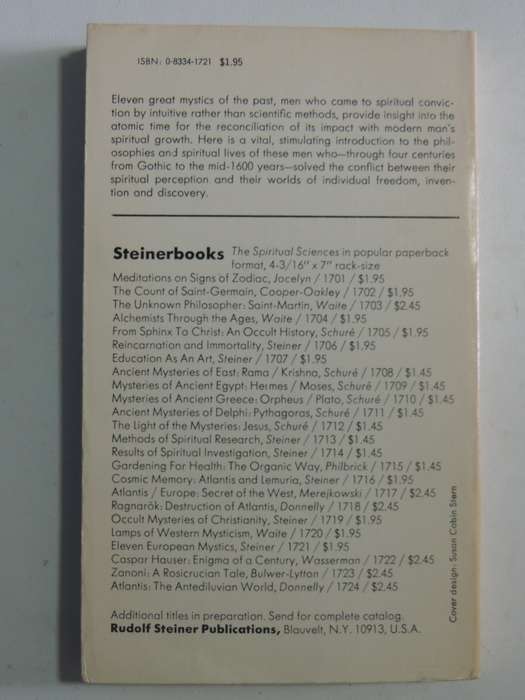 ISBN: 0-8334-1721 $1.95
Eleven great mystics of the past, men who came to spiritual convic-
tion by intuitive rather than scientific methods, provide insight into the
atomic time for the reconciliation of its impact with modern man's
spiritual growth. Here is a vital, stimulating introduction to the phil-
osophies and spiritual lives of these men who—through four centuries
from Gothic to the mid-1600 years—solved the conflict between their
spiritual perception and their worlds of individual freedom, inven-
tion and discovery.
Steinerbooks The Spiritual Sciences in popular paperback
format, 4-3/16" x 7" rack-size
Meditations on Signs of Zodiac, Jocelyn / 1701 / $1.95
The Count of Saint-Germain, Cooper-Oakley / 1702 / $1.95
The Unknown Philosopher: Saint-Martin, Waite / 1703 / $2.45
Alchemists Through the Ages, Waite / 1704 / $1.95
From Sphinx To Christ: An Occult History, Schuré / 1705 / $1.95
Reincarnation and Immortality, Steiner / 1706 / $1.95
Education As An Art, Steiner / 1707 / $1.95
Ancient Mysteries of East: Rama / Krishna, Schuré / 1708 / $1.45
Mysteries of Ancient Egypt: Hermes / Moses, Schuré / 1709 / $1.45
Mysteries of Ancient Greece: Orpheus / Plato, Schuré / 1710 / $1.45
Ancient Mysteries of Delphi: Pythagoras, Schuré / 1711 / $1.45
The Light of the Mysteries: Jesus, Schuré / 1712 / $1.45
Methods of Spiritual Research, Steiner / 1713 / $1.45
Results of Spiritual Investigation, Steiner / 1714 / $1.45
Gardening For Health: The Organic Way, Philbrick / 1715 / $1.45
Cosmic Memory: Atlantis and Lemuria, Steiner / 1716 / $1.95
Atlantis / Europe: Secret of the West, Merejkowski / 1717 / $2.45
Ragnarök: Destruction of Atlantis, Donnelly / 1718 / $2.45
Occult Mysteries of Christianity, Steiner / 1719 / $1.95
Lamps of Western Mysticism, Waite / 1720 / $1.95
Eleven European Mystics, Steiner / 1721 / $1.95
Caspar Hauser: Enigma of a Century, Wasserman / 1722 / $2.45
Zanoni: A Rosicrucian Tale, Bulwer-Lytton / 1723 / $2.45
Atlantis: The Antediluvian World, Donnelly / 1724 / $2.45
Cover design: Susan Cobin Stern
Additional titles in preparation. Send for complete catalog.
Rudolf Steiner Publications, Blauvelt, N.Y. 10913, U.S.A.